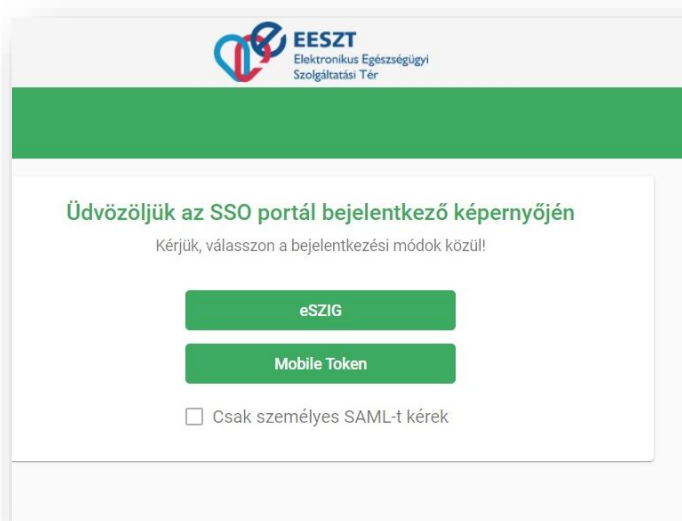 EESZT
Elektronikus Egészségügyi
Szolgáltatási Tér
Üdvözöljük az SSO portál bejelentkező képernyőjén
Kérjük, válasszon a bejelentkezési módok közül!
eSZIG
Mobile Token
Csak személyes SAML-t kérek